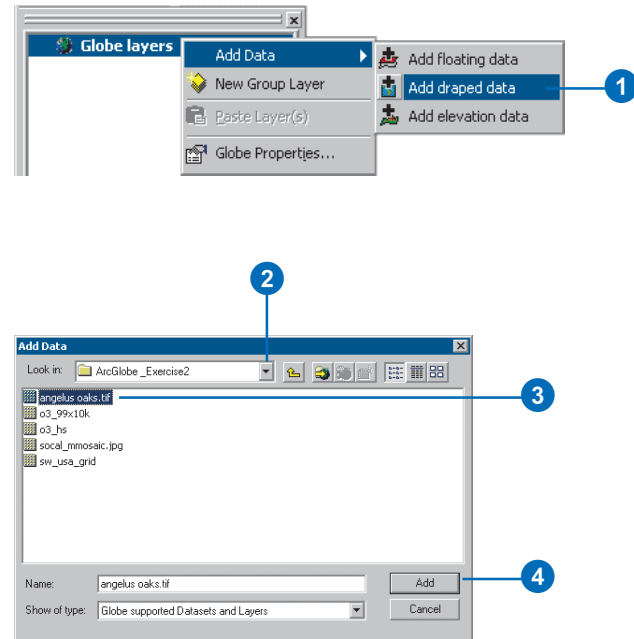 Globe layers
Add Data
New Group Layer
Paste Layer(s)
Globe Properties...
Add floating data
Add draped data
Add elevation data
1
2
Add Data
Look in: ArcGlobe _Exercise2
angelus oaks.tif
o3_99x10k
o3_hs
socal_mmosaic.jpg
sw_usa_grid
3
Name: angelus oaks.tif Add
4
Show of type: Globe supported Datasets and Layers Cancel